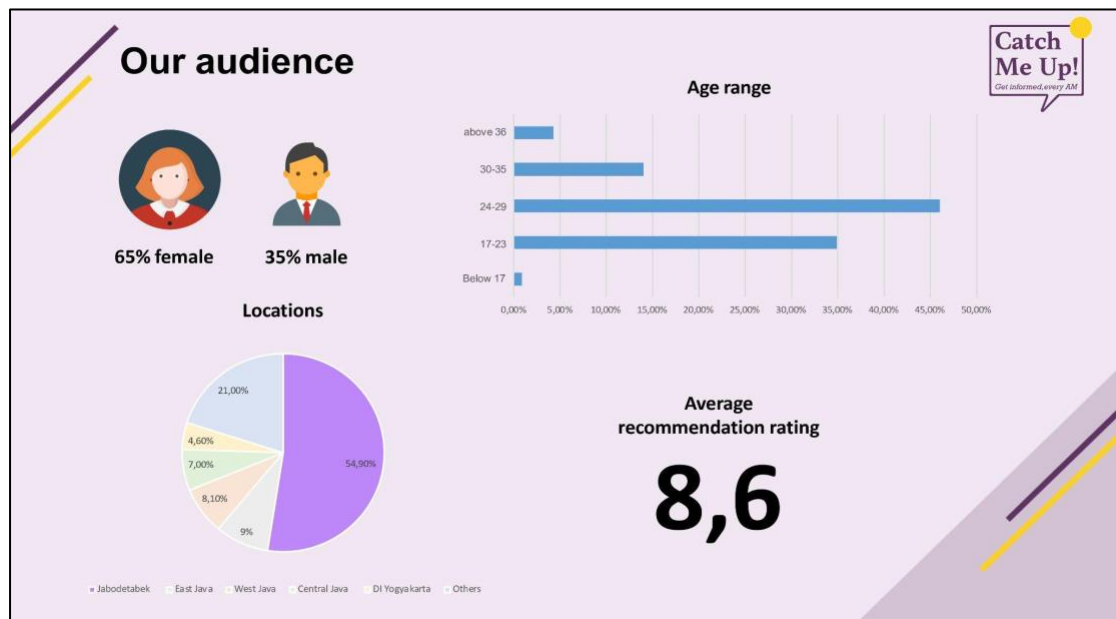 Our audience
Catch
Me Up!
Get informed, every AM
65% female
35% male
Age range
above 36
30-35
24-29
17-23
Below 17
0,00% 5,00% 10,00% 15,00% 20,00% 25,00% 30,00% 35,00% 40,00% 45,00% 50,00%
Locations
21,00%
4,60%
7,00%
8,10%
9%
54,90%
Jabodetabek East Java West Java Central Java DI Yogyakarta Others
Average
recommendation rating
8,6